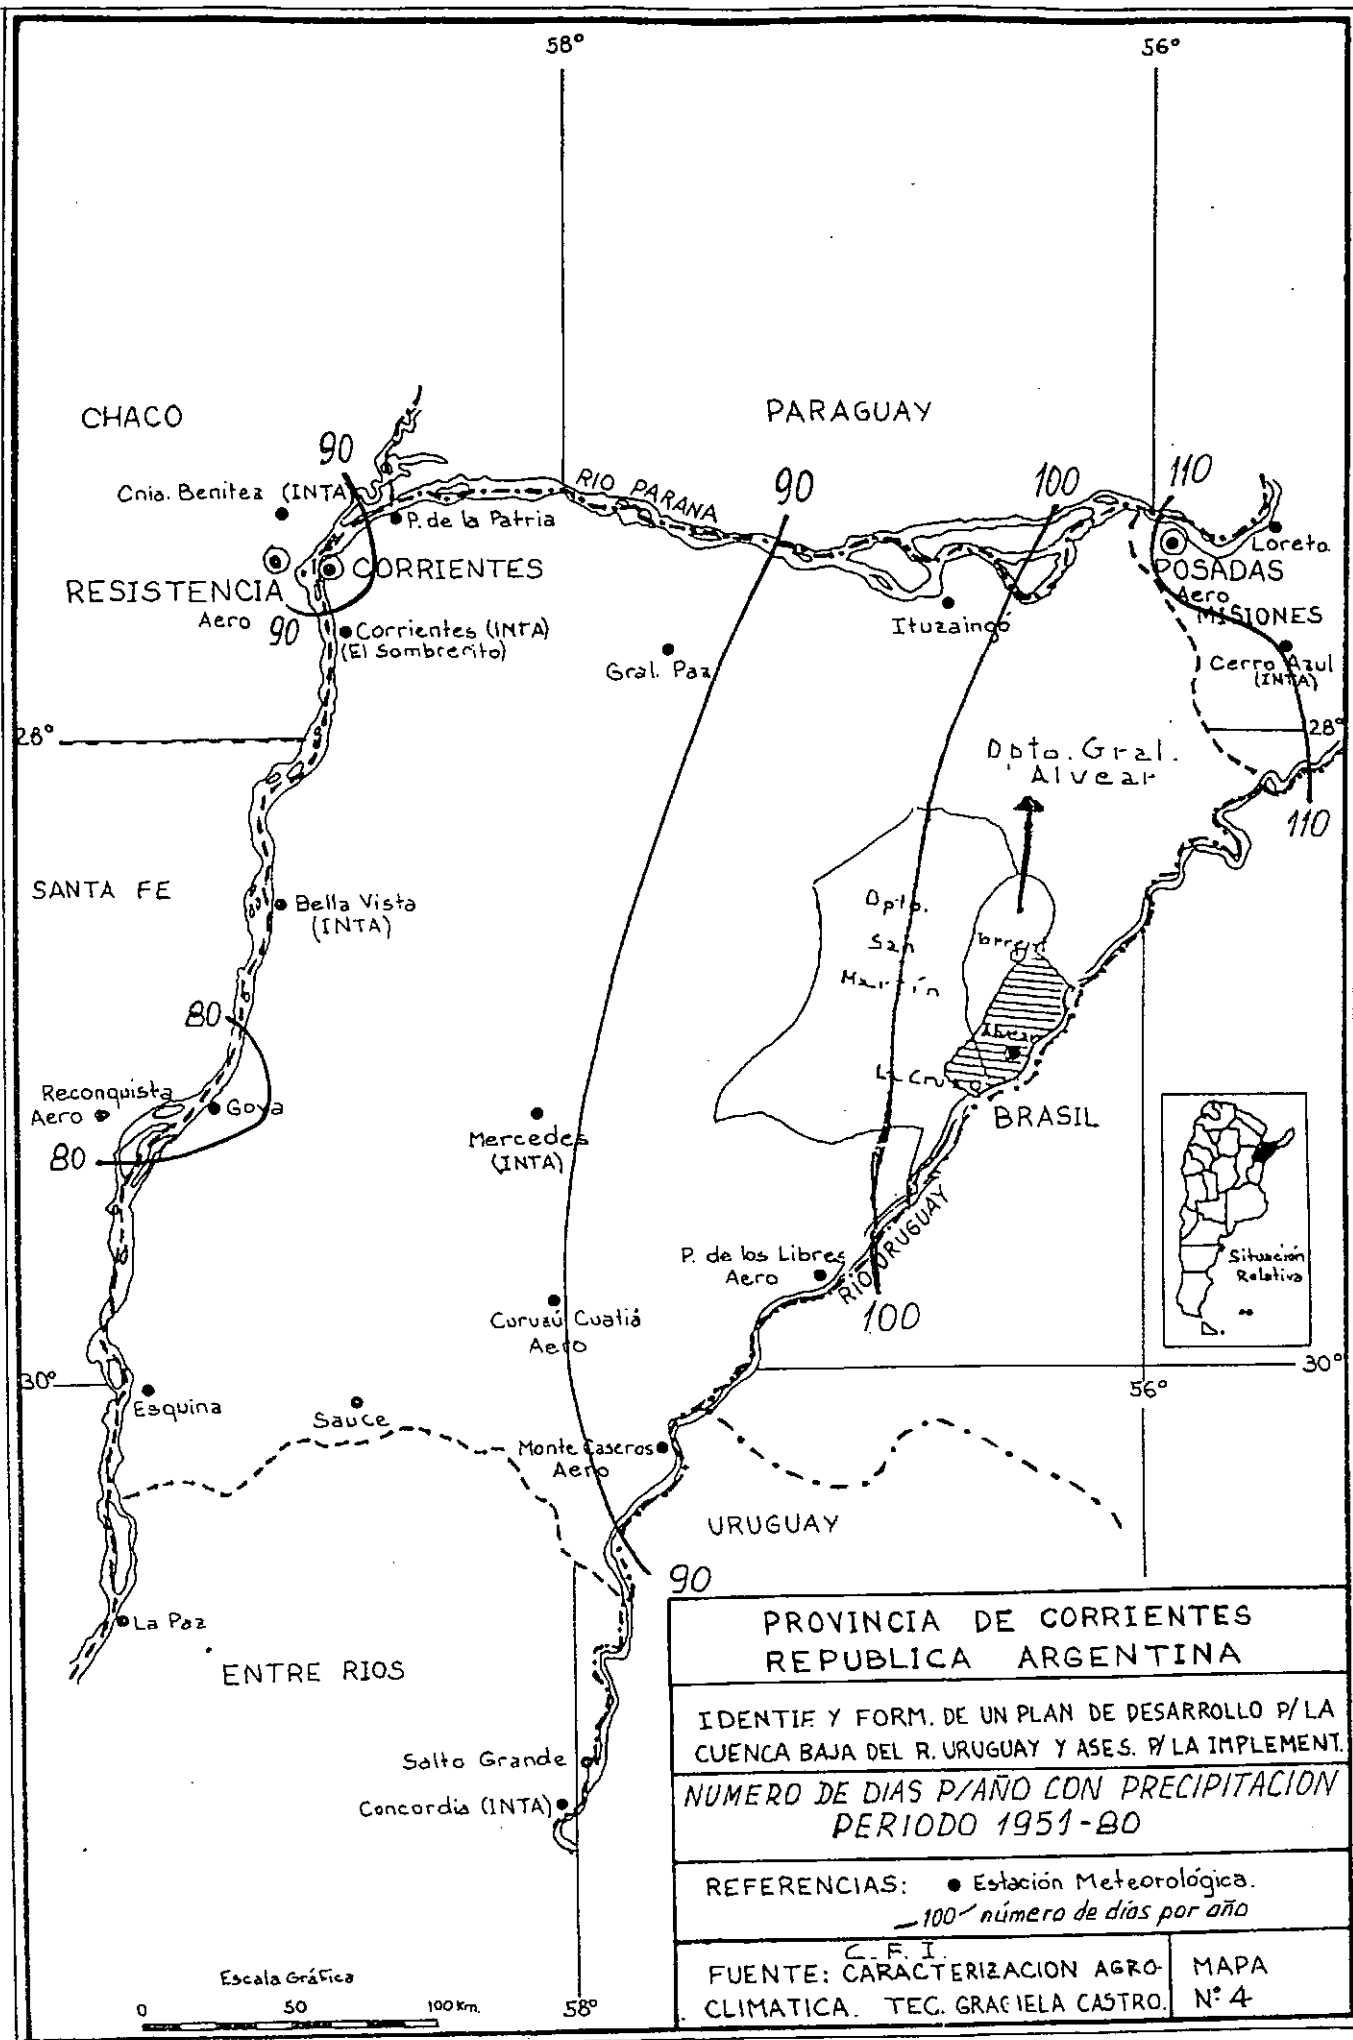 58°
56°
CHACO
PARAGUAY
90
Cnia. Benitez (INTA)
P. de la Patria
RIO PARANA
90
100
110
Loreto
RESISTENCIA
Aero
CORRIENTES
90
Corrientes (INTA)
(El Sombrerito)
Gral. Paz
Ituzaingó
POSADAS
Aero
MISIONES
Cerro Azul
(INTA)
28°
28°
Dpto. Gral.
Alvear
110
SANTA FE
Bella Vista
(INTA)
Dpto.
San
Martín
Alvear
La Cruz
80
Reconquista
Aero
Goya
80
Mercedes
(INTA)
BRASIL
P. de los Libres
Aero
RIO URUGUAY
100
Situación
Relativa
Curuzú Cuatiá
Aero
30°
30°
56°
Esquina
Sauce
Monte Caseros
Aero
URUGUAY
90
La Paz
ENTRE RIOS
Salto Grande
Concordia (INTA)
PROVINCIA DE CORRIENTES
REPUBLICA ARGENTINA
IDENTIF. Y FORM. DE UN PLAN DE DESARROLLO P/LA
CUENCA BAJA DEL R. URUGUAY Y ASES. P/LA IMPLEMENT.
NUMERO DE DIAS P/AÑO CON PRECIPITACION
PERIODO 1951-80
REFERENCIAS: ● Estación Meteorológica.
100 número de días por año
C.F.I.
FUENTE: CARACTERIZACION AGRO-
CLIMATICA. TEC. GRACIELA CASTRO.
MAPA
Nº 4
Escala Gráfica
0 50 100 km.
58°